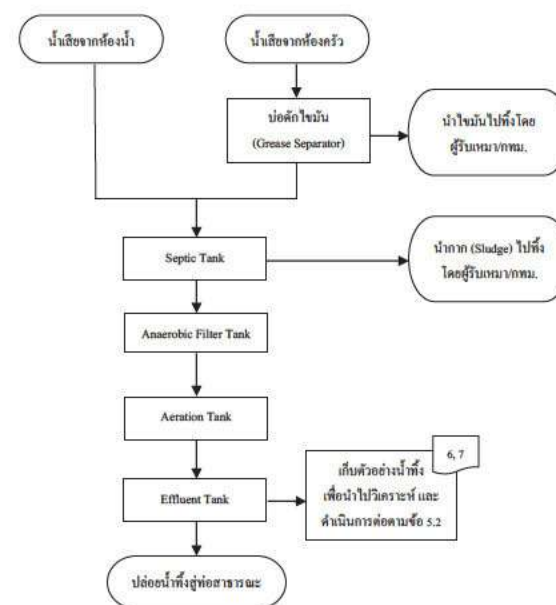 น้ำเสียจากห้องน้ำ
น้ำเสียจากห้องครัว
บ่อดักไขมัน
(Grease Separator)
นำไขมันไปทิ้งโดย
ผู้รับเหมา/กทม.
Septic Tank
นำกาก (Sludge) ไปทิ้ง
โดยผู้รับเหมา/กทม.
Anaerobic Filter Tank
Aeration Tank
Effluent Tank
6, 7
เก็บตัวอย่างน้ำทิ้ง
เพื่อนำไปวิเคราะห์ และ
ดำเนินการต่อตามข้อ 5.2
ปล่อยน้ำทิ้งสู่ท่อสาธารณะ